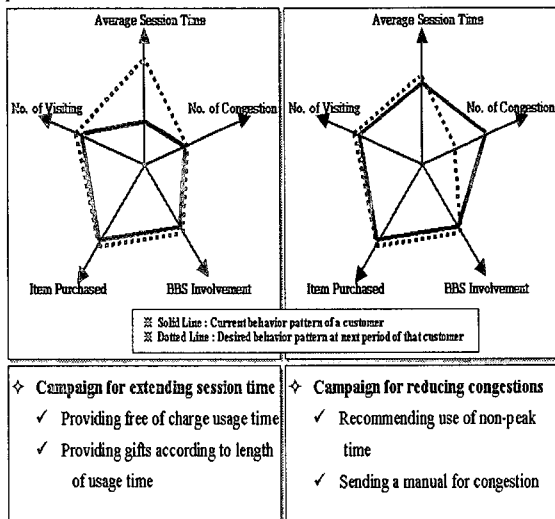 Average Session Time
No. of Visiting
No. of Congestion
Item Purchased
BBS Involvement
Average Session Time
No. of Visiting
No. of Congestion
Item Purchased
BBS Involvement
Solid Line : Current behavior pattern of a customer
Dotted Line : Desired behavior pattern at next period of that customer
✧ Campaign for extending session time
✓ Providing free of charge usage time
✓ Providing gifts according to length
of usage time
✧ Campaign for reducing congestions
✓ Recommending use of non-peak
time
✓ Sending a manual for congestion